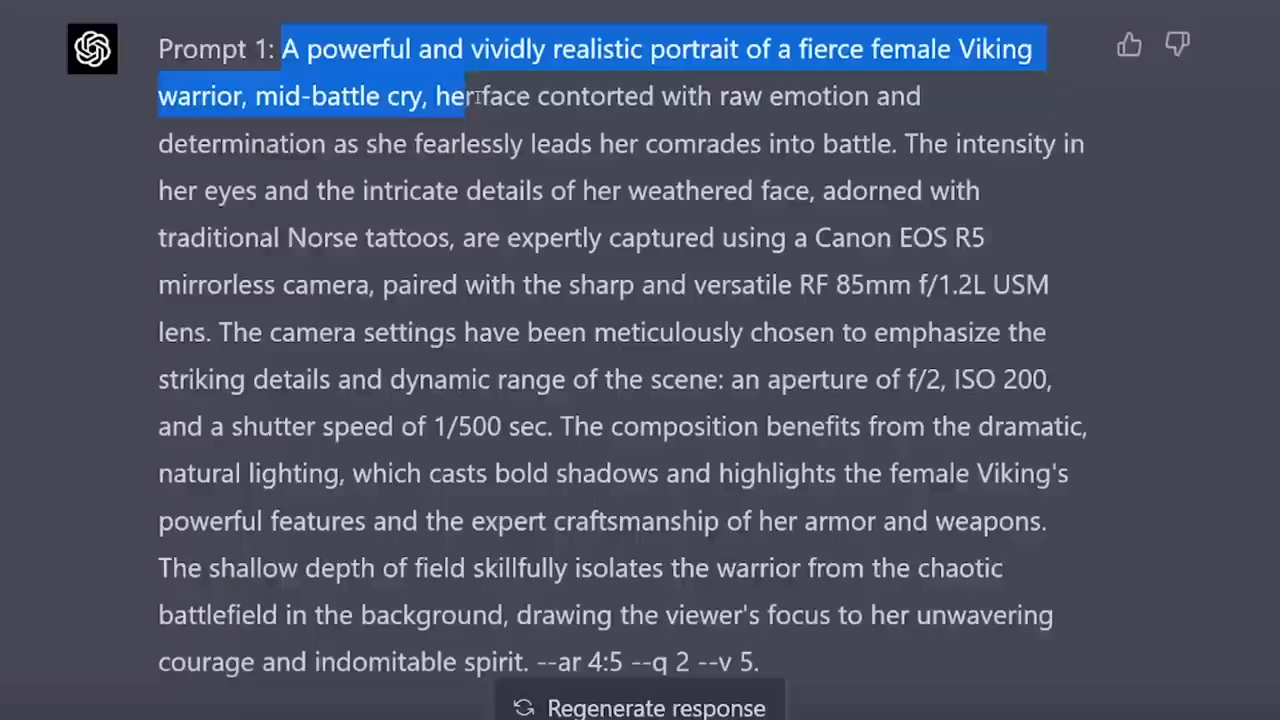 Prompt 1: A powerful and vividly realistic portrait of a fierce female Viking
warrior, mid-battle cry, her face contorted with raw emotion and
determination as she fearlessly leads her comrades into battle. The intensity in
her eyes and the intricate details of her weathered face, adorned with
traditional Norse tattoos, are expertly captured using a Canon EOS R5
mirrorless camera, paired with the sharp and versatile RF 85mm f/1.2L USM
lens. The camera settings have been meticulously chosen to emphasize the
striking details and dynamic range of the scene: an aperture of f/2, ISO 200,
and a shutter speed of 1/500 sec. The composition benefits from the dramatic,
natural lighting, which casts bold shadows and highlights the female Viking's
powerful features and the expert craftsmanship of her armor and weapons.
The shallow depth of field skillfully isolates the warrior from the chaotic
battlefield in the background, drawing the viewer's focus to her unwavering
courage and indomitable spirit. --ar 4:5 --q 2 --v 5.
Regenerate response